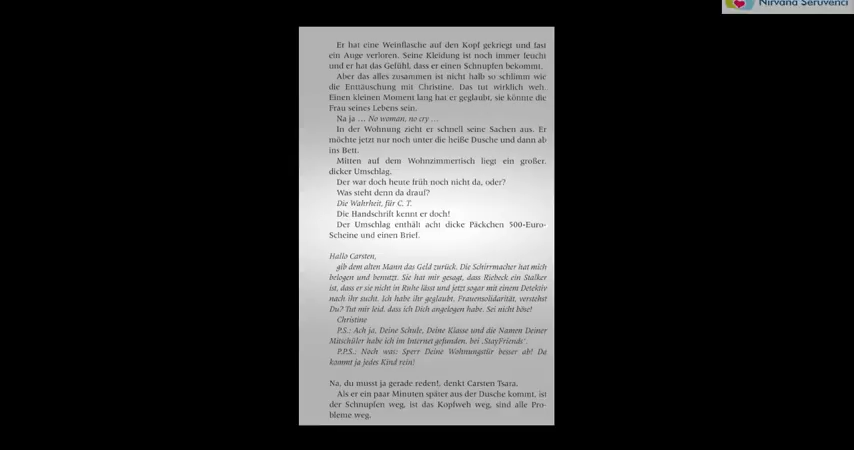 Nirvana Serüvenci
Er hat eine Weinflasche auf den Kopf gekriegt und fast
ein Auge verloren. Seine Kleidung ist noch immer feucht
und er hat das Gefühl, dass er einen Schnupfen bekommt.
Aber das alles zusammen ist nicht halb so schlimm wie
die Enttäuschung mit Christine. Das tut wirklich weh.
Einen kleinen Moment lang hat er geglaubt, sie könnte die
Frau seines Lebens sein.
Na ja … No woman, no cry …
In der Wohnung zieht er schnell seine Sachen aus. Er
möchte jetzt nur noch unter die heiße Dusche und dann ab
ins Bett.
Mitten auf dem Wohnzimmertisch liegt ein großer,
dicker Umschlag.
Der war doch heute früh noch nicht da, oder?
Was steht denn da drauf?
Die Wahrheit, für C. T.
Die Handschrift kennt er doch!
Der Umschlag enthält acht dicke Päckchen 500-Euro-
Scheine und einen Brief.
Hallo Carsten,
gib dem alten Mann das Geld zurück. Die Schirrmacher hat mich
belogen und benutzt. Sie hat mir gesagt, dass Riebeck ein Stalker
ist, dass er sie nicht in Ruhe lässt und jetzt sogar mit einem Detektiv
nach ihr sucht. Ich habe ihr geglaubt. Frauensolidarität, verstehst
Du? Tut mir leid, dass ich Dich angelogen habe. Sei nicht böse!
Christine
P.S.: Ach ja, Deine Schule, Deine Klasse und die Namen Deiner
Mitschüler habe ich im Internet gefunden, bei ‚StayFriends‘.
P.P.S.: Noch was: Sperr Deine Wohnungstür besser ab! Da
kommt ja jedes Kind rein!
Na, du musst ja gerade reden!, denkt Carsten Tsara.
Als er ein paar Minuten später aus der Dusche kommt, ist
der Schnupfen weg, ist das Kopfweh weg, sind alle Pro-
bleme weg.